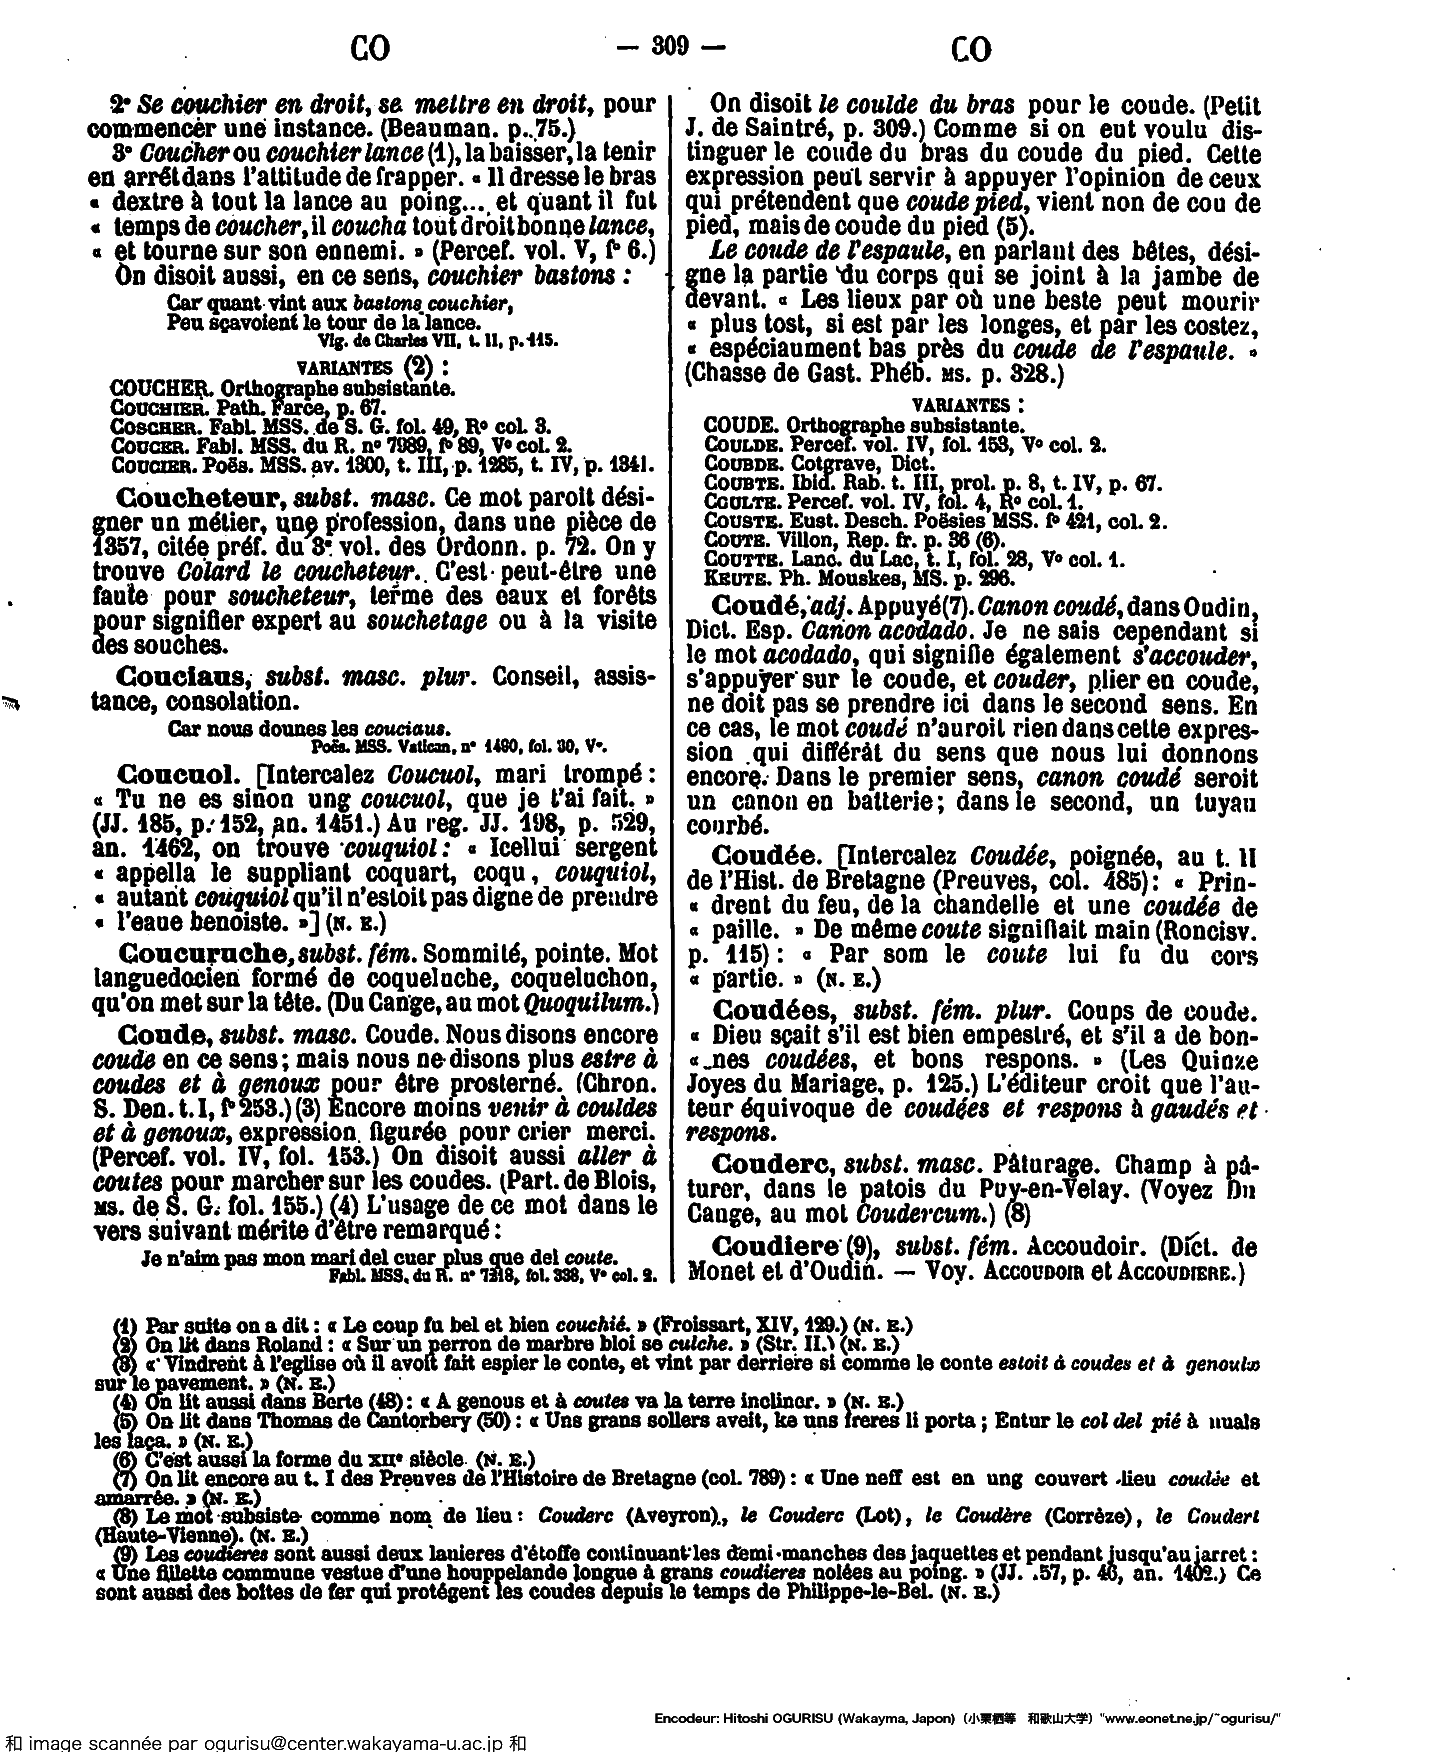 CO — 309 — CO
2° Se couchier en droit, se mettre en droit, pour
commencer une instance. (Beauman. p. 75.)
3° Coucher ou couchier lance (1), la baisser, la tenir
en arrêt dans l'attitude de frapper. « Il dresse le bras
« dextre à tout la lance au poing... et quant il fut
« temps de coucher, il coucha tout droit bonne lance,
« et tourne sur son ennemi. » (Percef. vol. V, f° 6.)
On disoit aussi, en ce sens, couchier bastons :
Car quant vint aux bastons couchier,
Peu sçavoient le tour de la lance.
Vig. de Charles VII, t. II, p. 115.
VARIANTES (2) :
COUCHER. Orthographe subsistante.
COUCHIER. Path. Farce, p. 67.
COSCHER. Fabl. MSS. de S. G. fol. 49, R° col. 3.
COUCER. Fabl. MSS. du R. n° 7989, f° 89, V° col. 2.
COUCIER. Poës. MSS. av. 1300, t. III, p. 1285, t. IV, p. 1341.
Coucheteur, subst. masc. Ce mot paroit dési-
gner un métier, une profession, dans une pièce de
1357, citée préf. du 3e vol. des Ordonn. p. 72. On y
trouve Colard le coucheteur. C'est peut-être une
faute pour soucheteur, terme des eaux et forêts
pour signifier expert au souchetage ou à la visite
des souches.
Couciaus, subst. masc. plur. Conseil, assis-
tance, consolation.
Car nous dounes les couciaus.
Poës. MSS. Vatican, n° 1490, fol. 30, V°.
Coucuol. [Intercalez Coucuol, mari trompé :
« Tu ne es sinon ung coucuol, que je t'ai fait. »
(JJ. 185, p. 152, an. 1451.) Au reg. JJ. 198, p. 529,
an. 1462, on trouve couquiol : « Icellui sergent
« appella le suppliant coquart, coqu, couquiol,
« autant couquiol qu'il n'estoit pas digne de prendre
« l'eaue benoiste. »] (N. E.)
Coucuruche, subst. fém. Sommité, pointe. Mot
languedocien formé de coqueluche, coqueluchon,
qu'on met sur la tête. (Du Cange, au mot Quoquilum.)
Coude, subst. masc. Coude. Nous disons encore
coude en ce sens ; mais nous ne disons plus estre à
coudes et à genoux pour être prosterné. (Chron.
S. Den. t. I, f° 253.) (3) Encore moins venir à couldes
et à genoux, expression figurée pour crier merci.
(Percef. vol. IV, fol. 153.) On disoit aussi aller à
coutes pour marcher sur les coudes. (Part. de Blois,
MS. de S. G. fol. 155.) (4) L'usage de ce mot dans le
vers suivant mérite d'être remarqué :
Je n'aim pas mon mari del cuer plus que del coute.
Fabl. MSS. du R. n° 7218, fol. 338, V° col. 2.
On disoit le coulde du bras pour le coude. (Petit
J. de Saintré, p. 309.) Comme si on eut voulu dis-
tinguer le coude du bras du coude du pied. Cette
expression peut servir à appuyer l'opinion de ceux
qui prétendent que coude pied, vient non de cou de
pied, mais de coude du pied (5).
Le coude de l'espaule, en parlant des bêtes, dési-
gne la partie du corps qui se joint à la jambe de
devant. « Les lieux par où une beste peut mourir
« plus tost, si est par les longes, et par les costez,
« espéciaument bas près du coude de l'espaule. »
(Chasse de Gast. Phéb. MS. p. 328.)
VARIANTES :
COUDE. Orthographe subsistante.
COULDE. Percef. vol. IV, fol. 153, V° col. 2.
COUBDE. Cotgrave, Dict.
COUBTE. Ibid. Rab. t. III, prol. p. 8, t. IV, p. 67.
COULTE. Percef. vol. IV, fol. 4, R° col. 1.
COUSTE. Eust. Desch. Poësies MSS. f° 421, col. 2.
COUTE. Villon, Rep. fr. p. 36 (6).
COUTTE. Lanc. du Lac, t. I, fol. 28, V° col. 1.
KEUTE. Ph. Mouskes, MS. p. 296.
Coudé, adj. Appuyé (7). Canon coudé, dans Oudin,
Dict. Esp. Canon acodado. Je ne sais cependant si
le mot acodado, qui signifie également s'accouder,
s'appuyer sur le coude, et couder, plier en coude,
ne doit pas se prendre ici dans le second sens. En
ce cas, le mot coudé n'auroit rien dans cette expres-
sion qui différât du sens que nous lui donnons
encore. Dans le premier sens, canon coudé seroit
un canon en batterie ; dans le second, un tuyau
courbé.
Coudée. [Intercalez Coudée, poignée, au t. II
de l'Hist. de Bretagne (Preuves, col. 485) : « Prin-
« drent du feu, de la chandelle et une coudée de
« paille. » De même coute signifiait main (Roncisv.
p. 115) : « Par som le coute lui fu du cors
« partie. » (N. E.)
Coudées, subst. fém. plur. Coups de coude.
« Dieu sçait s'il est bien empestré, et s'il a de bon-
« nes coudées, et bons respons. » (Les Quinze
Joyes du Mariage, p. 125.) L'éditeur croit que l'au-
teur équivoque de coudées et respons à gaudés et
respons.
Couderc, subst. masc. Pâturage. Champ à pâ-
turer, dans le patois du Puy-en-Velay. (Voyez Du
Cange, au mot Coudercum.) (8)
Coudiere (9), subst. fém. Accoudoir. (Dict. de
Monet et d'Oudin. — Voy. ACCOUDOIR et ACCOUDIERE.)
(1) Par suite on a dit : « Le coup fu bel et bien couchié. » (Froissart, XIV, 129.) (N. E.)
(2) On lit dans Roland : « Sur un perron de marbre bloi se culche. » (Str. II.) (N. E.)
(3) « Vindrent à l'eglise où il avoit fait espier le conte, et vint par derriere si comme le conte estoit à coudes et à genoulx
sur le pavement. » (N. E.)
(4) On lit aussi dans Berte (48) : « A genous et à coutes va la terre incliner. » (N. E.)
(5) On lit dans Thomas de Cantorbery (50) : « Uns grans sollers aveit, ke uns freres li porta ; Entur le col del pié à nuals
les laça. » (N. E.)
(6) C'est aussi la forme du XIIe siècle. (N. E.)
(7) On lit encore au t. I des Preuves de l'Histoire de Bretagne (col. 789) : « Une neff est en ung couvert lieu coudée et
amarrée. » (N. E.)
(8) Le mot subsiste comme nom de lieu : Couderc (Aveyron), le Couderc (Lot), le Coudère (Corrèze), le Coudert
(Haute-Vienne). (N. E.)
(9) Les coudieres sont aussi deux lanieres d'étoffe continuant les demi-manches des jaquettes et pendant jusqu'au jarret :
« Une fillette commune vestue d'une houppelande longue à grans coudieres nolées au poing. » (JJ. 57, p. 46, an. 1402.) Ce
sont aussi des boîtes de fer qui protégent les coudes depuis le temps de Philippe-le-Bel. (N. E.)
Encodeur: Hitoshi OGURISU (Wakayma, Japon) (小栗栖等 和歌山大学) "www.eonet.ne.jp/~ogurisu/"
和 image scannée par ogurisu@center.wakayama-u.ac.jp 和